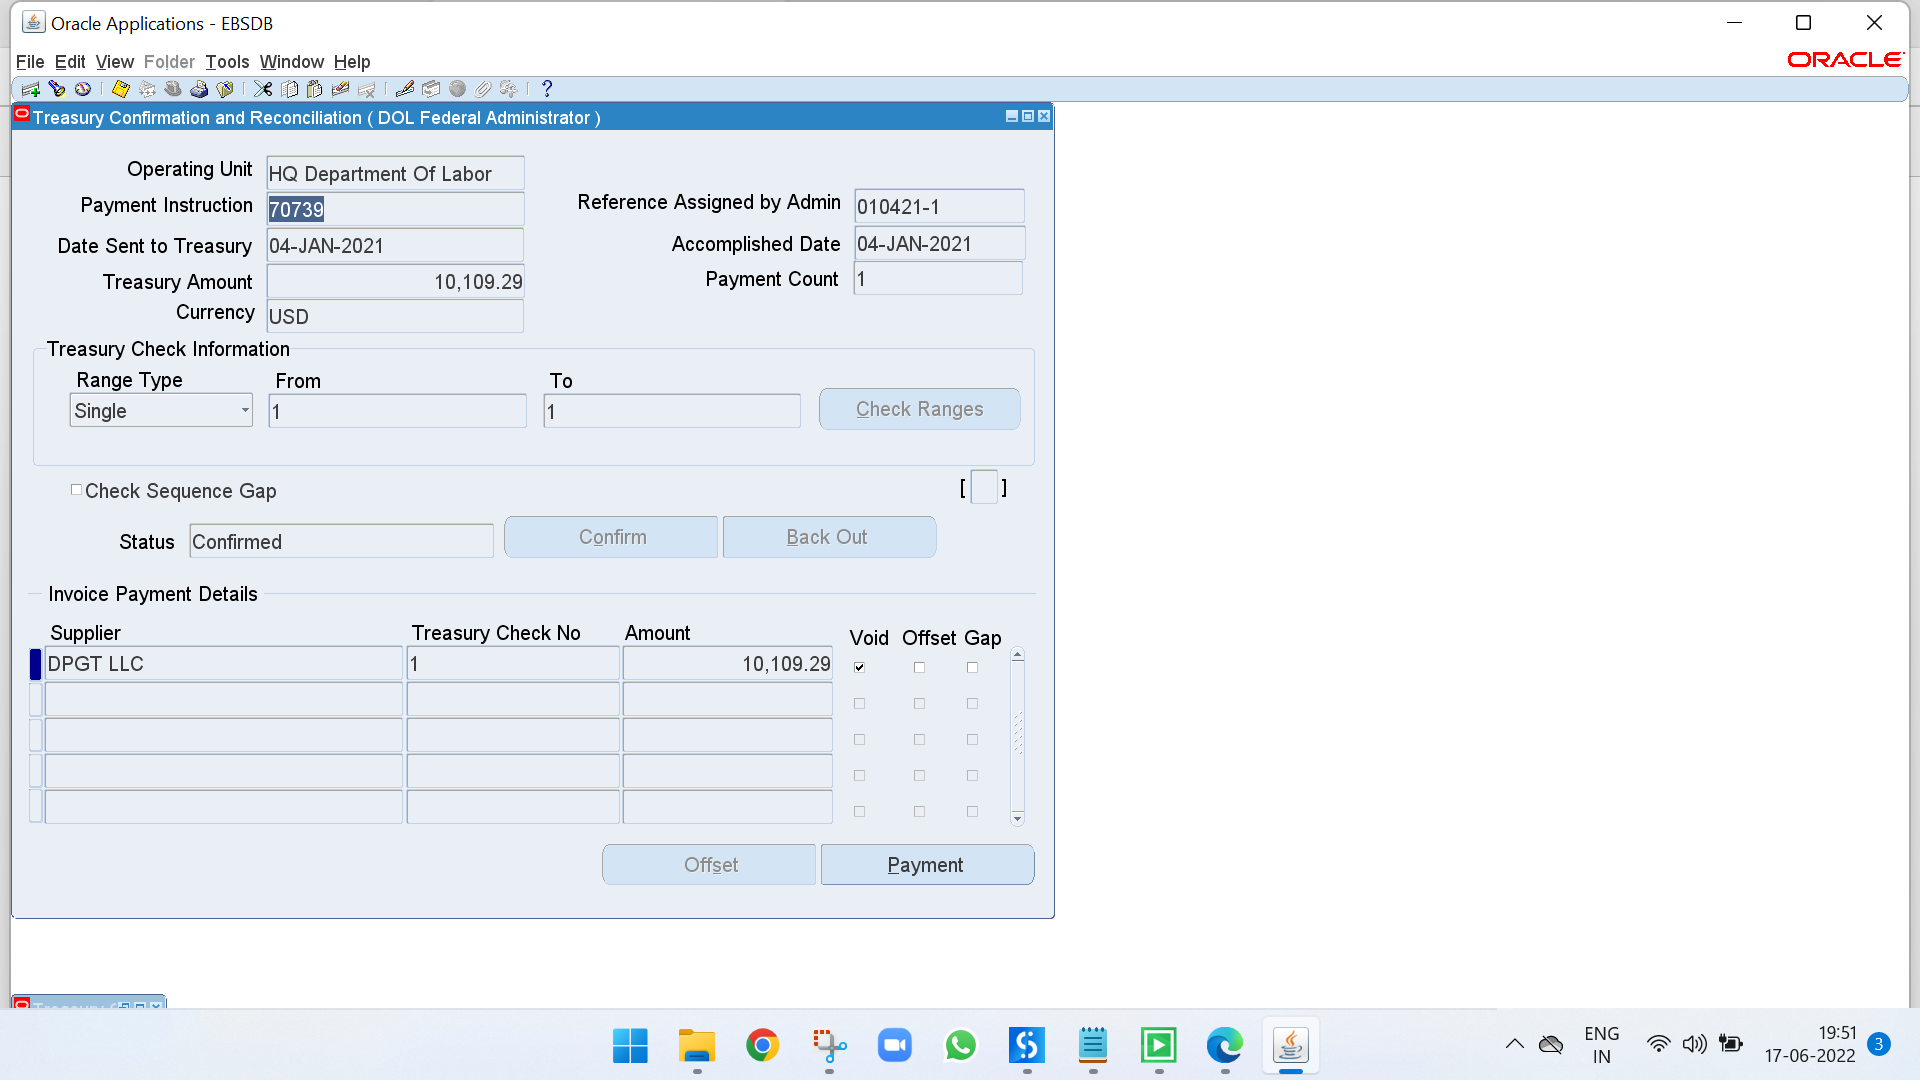 Oracle Applications - EBSDB
File Edit View Folder Tools Window Help
ORACLE
Treasury Confirmation and Reconciliation ( DOL Federal Administrator )
Operating Unit HQ Department Of Labor
Payment Instruction 70739
Reference Assigned by Admin 010421-1
Date Sent to Treasury 04-JAN-2021
Accomplished Date 04-JAN-2021
Treasury Amount 10,109.29
Payment Count 1
Currency USD
Treasury Check Information
Range Type From To
Single 1 1 Check Ranges
Check Sequence Gap [ ]
Status Confirmed Confirm Back Out
Invoice Payment Details
Supplier Treasury Check No Amount Void Offset Gap
DPGT LLC 1 10,109.29
Offset Payment
ENG
IN
19:51
17-06-2022
3